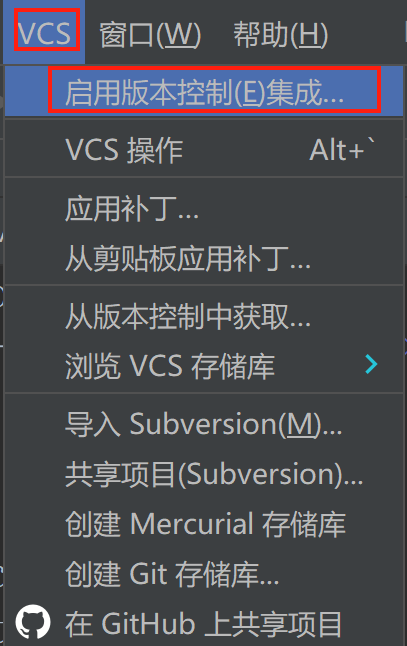 VCS 窗口(W) 帮助(H)
启用版本控制(E)集成...
VCS 操作 Alt+`
应用补丁...
从剪贴板应用补丁...
从版本控制中获取...
浏览 VCS 存储库
导入 Subversion(M)...
共享项目(Subversion)...
创建 Mercurial 存储库
创建 Git 存储库...
在 GitHub 上共享项目